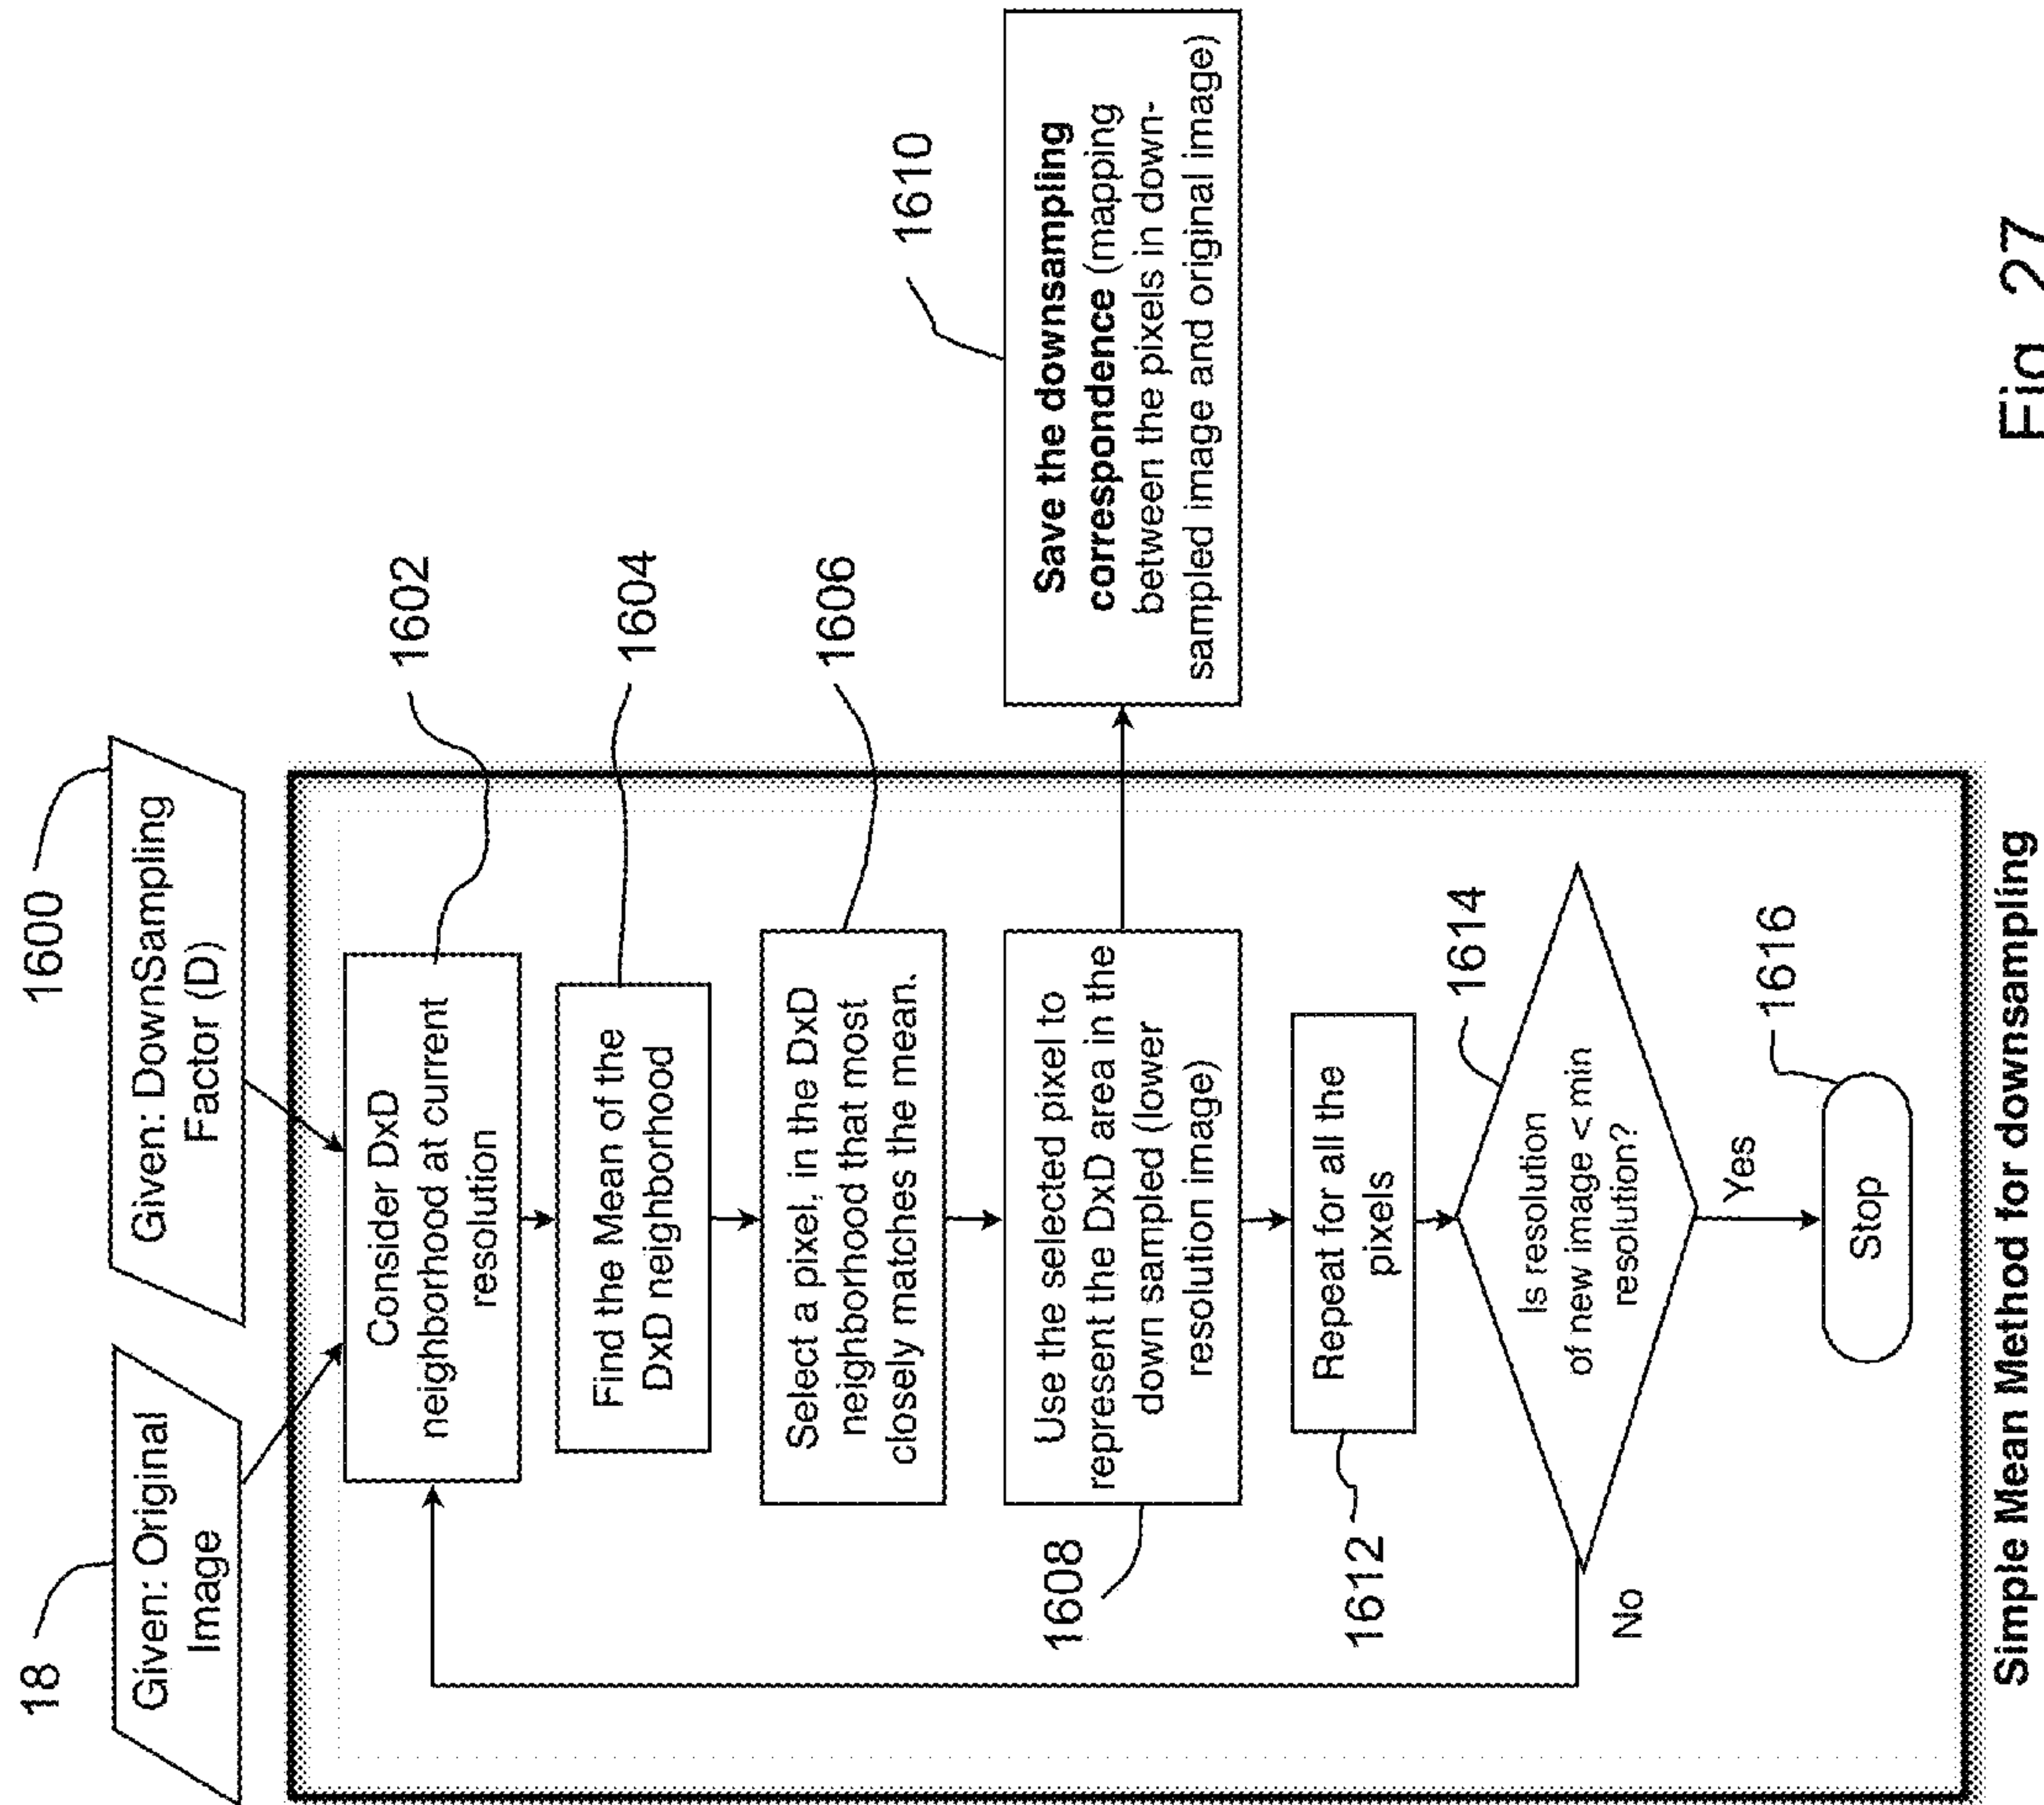 18
Given: Original
Image
1600
Given: DownSampling
Factor (D)
Consider DxD
neighborhood at current
resolution
1602
Find the Mean of the
DxD neighborhood
1604
Select a pixel, in the DxD
neighborhood that most
closely matches the mean.
1606
Use the selected pixel to
represent the DxD area in the
down sampled (lower
resolution image)
1608
Save the downsampling
correspondence (mapping
between the pixels in down-
sampled image and original image)
1610
Repeat for all the
pixels
1612
Is resolution
of new image < min
resolution?
1614
No
Yes
Stop
1616
Simple Mean Method for downsampling
Fig. 27